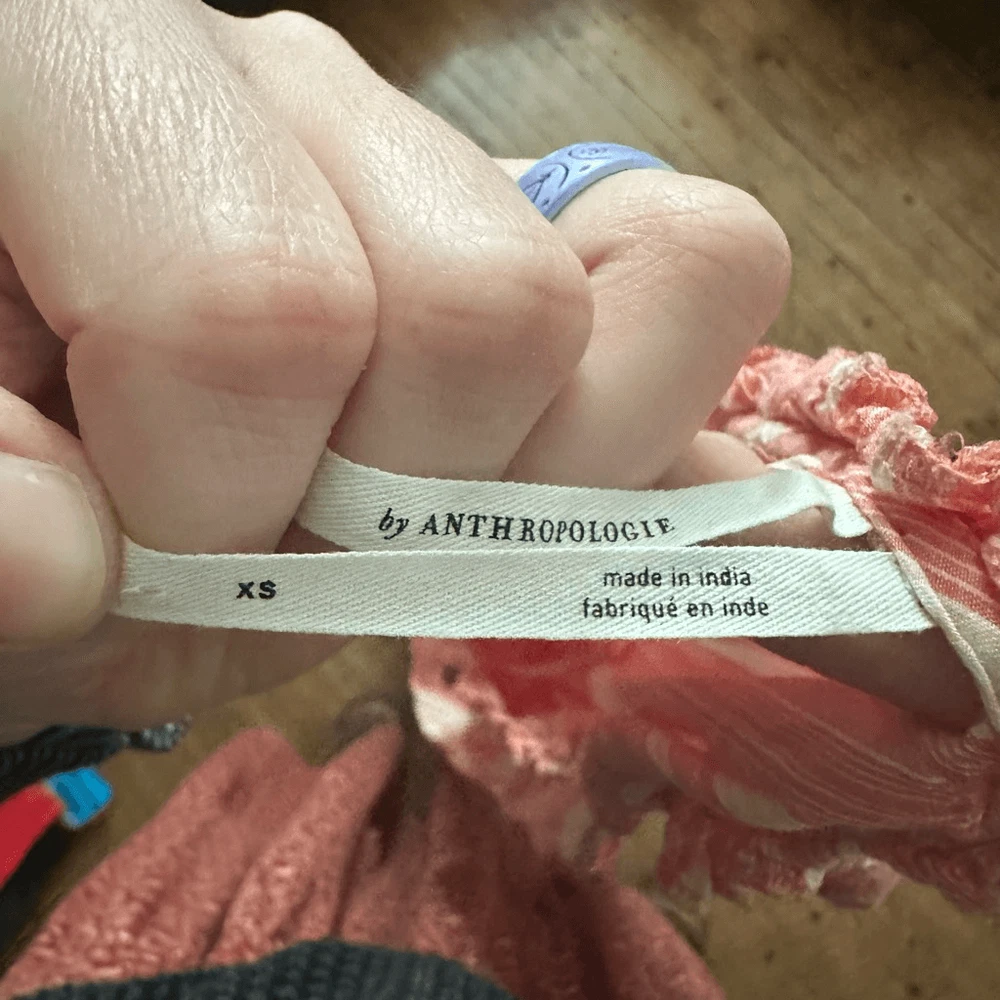 by ANTHROPOLOGIE
xs
made in india
fabriqué en inde